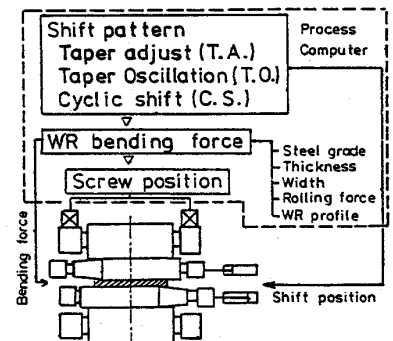 Shift pattern
Taper adjust (T.A.)
Taper Oscillation (T.O.)
Cyclic shift (C.S.)
Process
Computer
WR bending force
Steel grade
Thickness
Width
Rolling force
WR profile
Screw position
Bending force
Shift position